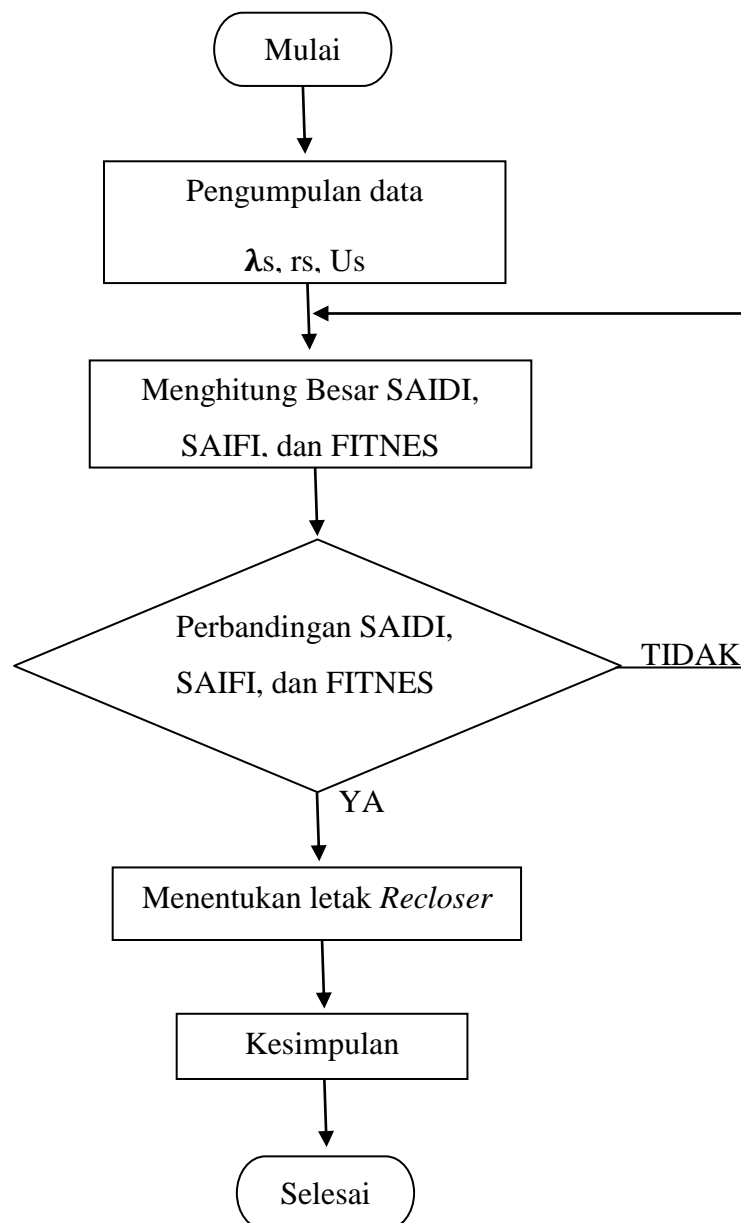 Mulai
Pengumpulan data
λs, rs, Us
Menghitung Besar SAIDI,
SAIFI, dan FITNES
Perbandingan SAIDI,
SAIFI, dan FITNES
TIDAK
YA
Menentukan letak Recloser
Kesimpulan
Selesai